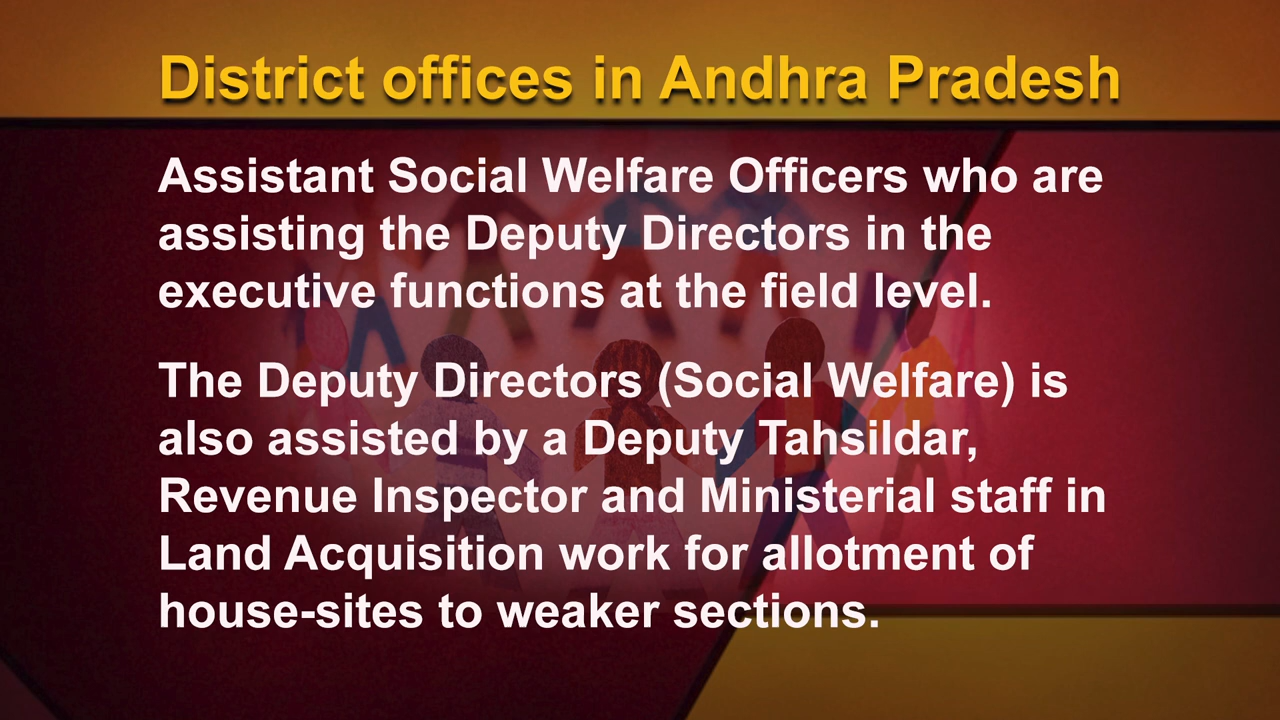 District offices in Andhra Pradesh
Assistant Social Welfare Officers who are
assisting the Deputy Directors in the
executive functions at the field level.
The Deputy Directors (Social Welfare) is
also assisted by a Deputy Tahsildar,
Revenue Inspector and Ministerial staff in
Land Acquisition work for allotment of
house-sites to weaker sections.